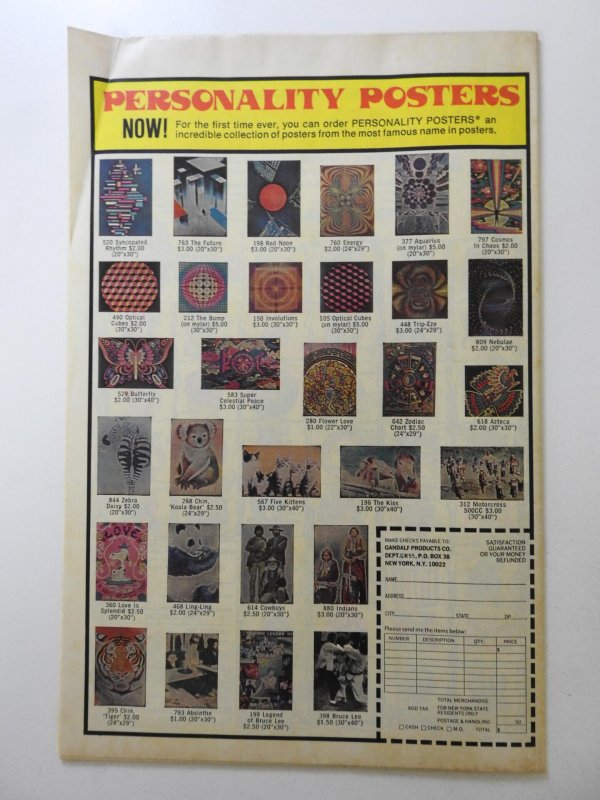 PERSONALITY POSTERS
NOW! For the first time ever, you can order PERSONALITY POSTERS® an
incredible collection of posters from the most famous name in posters.
520 Syncopated
Rhythm $2.00
(20"x30")
763 The Future
$3.00 (20"x30")
198 Red Noon
$3.00 (20"x30")
760 Energy
$2.00 (24"x29")
377 Aquarius
(on mylar) $5.00
(20"x30")
797 Cosmos
In Chaos $2.00
(20"x30")
490 Optical
Cubes $2.00
(30"x30")
212 The Bump
(on mylar) $5.00
(30"x30")
150 Involutions
$3.00 (30"x30")
105 Optical Cubes
(on mylar) $5.00
(30"x30")
448 Trip-Eze
$3.00 (24"x29")
809 Nebulae
$2.00 (20"x30")
529 Butterfly
$2.00 (30"x40")
583 Super
Celestial Peace
$3.00 (30"x40")
280 Flower Love
$1.00 (22"x30")
642 Zodiac
Chart $2.50
(24"x29")
618 Azteca
$2.00 (30"x30")
844 Zebra
Daisy $2.00
(20"x30")
268 Chin,
'Koala Bear' $2.50
(24"x29")
567 Five Kittens
$3.00 (30"x40")
196 The Kiss
$3.00 (30"x40")
312 Motorcross
500CC $3.00
(30"x40")
LOVE
360 Love is
Splendid $2.50
(20"x30")
468 Ling-Ling
$2.00 (24"x29")
614 Cowboys
$2.50 (20"x30")
880 Indians
$3.00 (20"x30")
395 Chin,
'Tiger' $2.00
(24"x29")
793 Absinthe
$1.00 (20"x30")
199 Legend
of Bruce Lee
$2.50 (20"x30")
398 Bruce Lee
$1.50 (30"x40")
MAKE CHECKS PAYABLE TO:
GANDALF PRODUCTS CO.
P.O. BOX 38
NEW YORK, N.Y. 10022
SATISFACTION
GUARANTEED
OR YOUR MONEY
REFUNDED
NAME
ADDRESS
CITY STATE ZIP
Please send me the items below:
NUMBER DESCRIPTION QTY. PRICE
$
TOTAL MERCHANDISE
ADD TAX FOR NEW YORK STATE
RESIDENTS ONLY
POSTAGE & HANDLING .50
☐ CASH ☐ CHECK ☐ M.O. TOTAL $